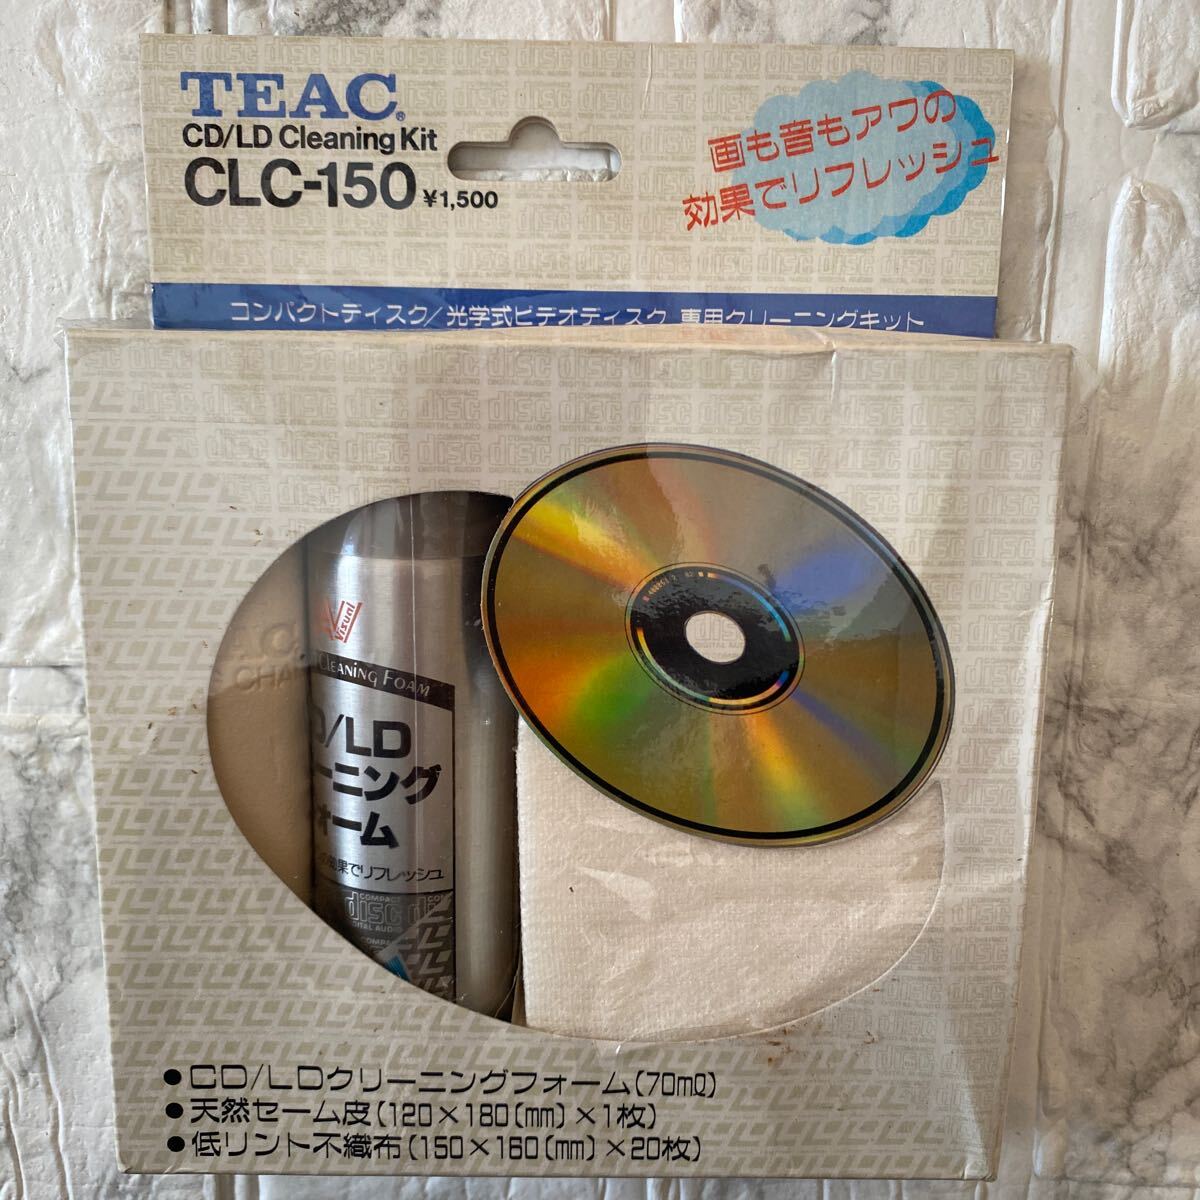 TEAC®
CD/LD Cleaning Kit
CLC-150 ¥1,500
画も音もアワの
効果でリフレッシュ
コンパクトディスク/光学式ビデオディスク 専用クリーニングキット
Visual
CLEANING FOAM
/LD
ーニング
ォーム
効果でリフレッシュ
COMPACT
disc
DIGITAL AUDIO
●CD/LDクリーニングフォーム(70mℓ)
●天然セーム皮(120×180(mm)×1枚)
●低リント不織布(150×160(mm)×20枚)